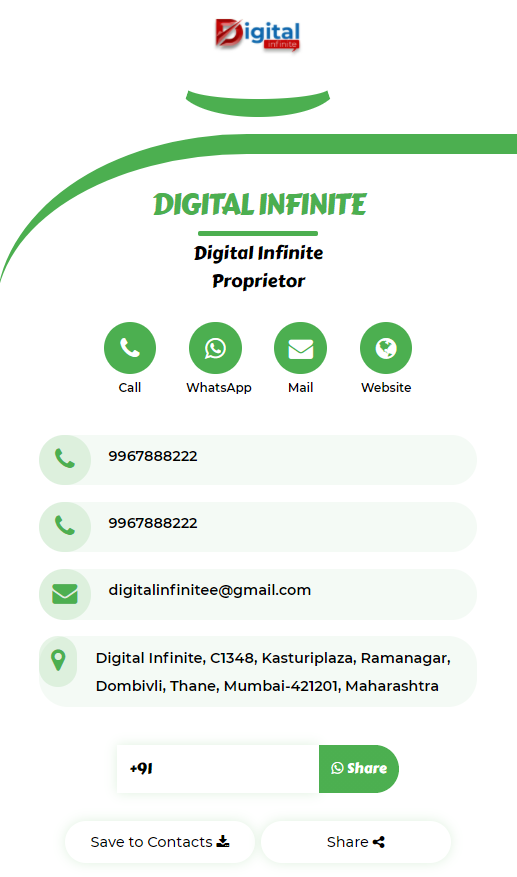 Digital
infinite
DIGITAL INFINITE
Digital Infinite
Proprietor
Call WhatsApp Mail Website
9967888222
9967888222
digitalinfinitee@gmail.com
Digital Infinite, C1348, Kasturiplaza, Ramanagar,
Dombivli, Thane, Mumbai-421201, Maharashtra
+91 Share
Save to Contacts Share